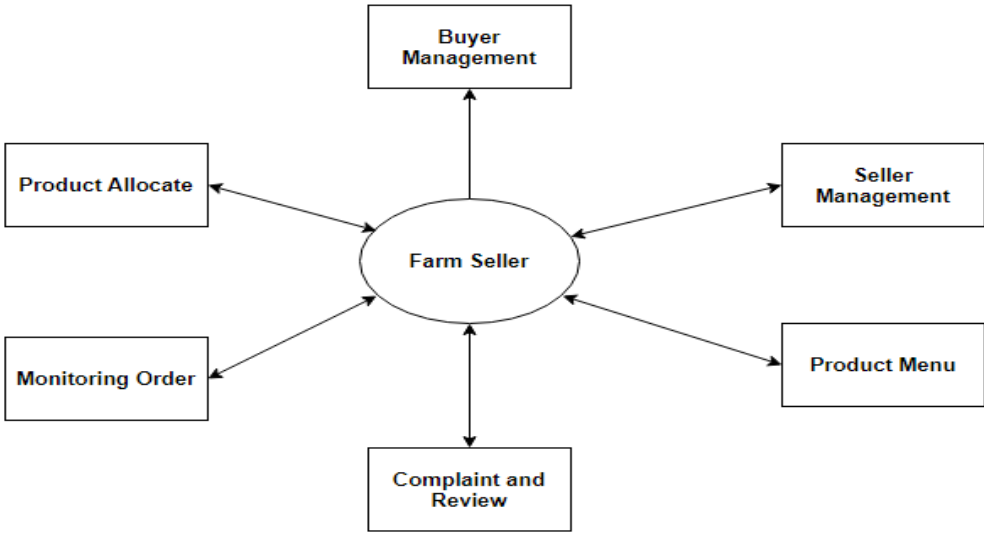 Buyer
Management
Product Allocate
Seller
Management
Farm Seller
Monitoring Order
Product Menu
Complaint and
Review